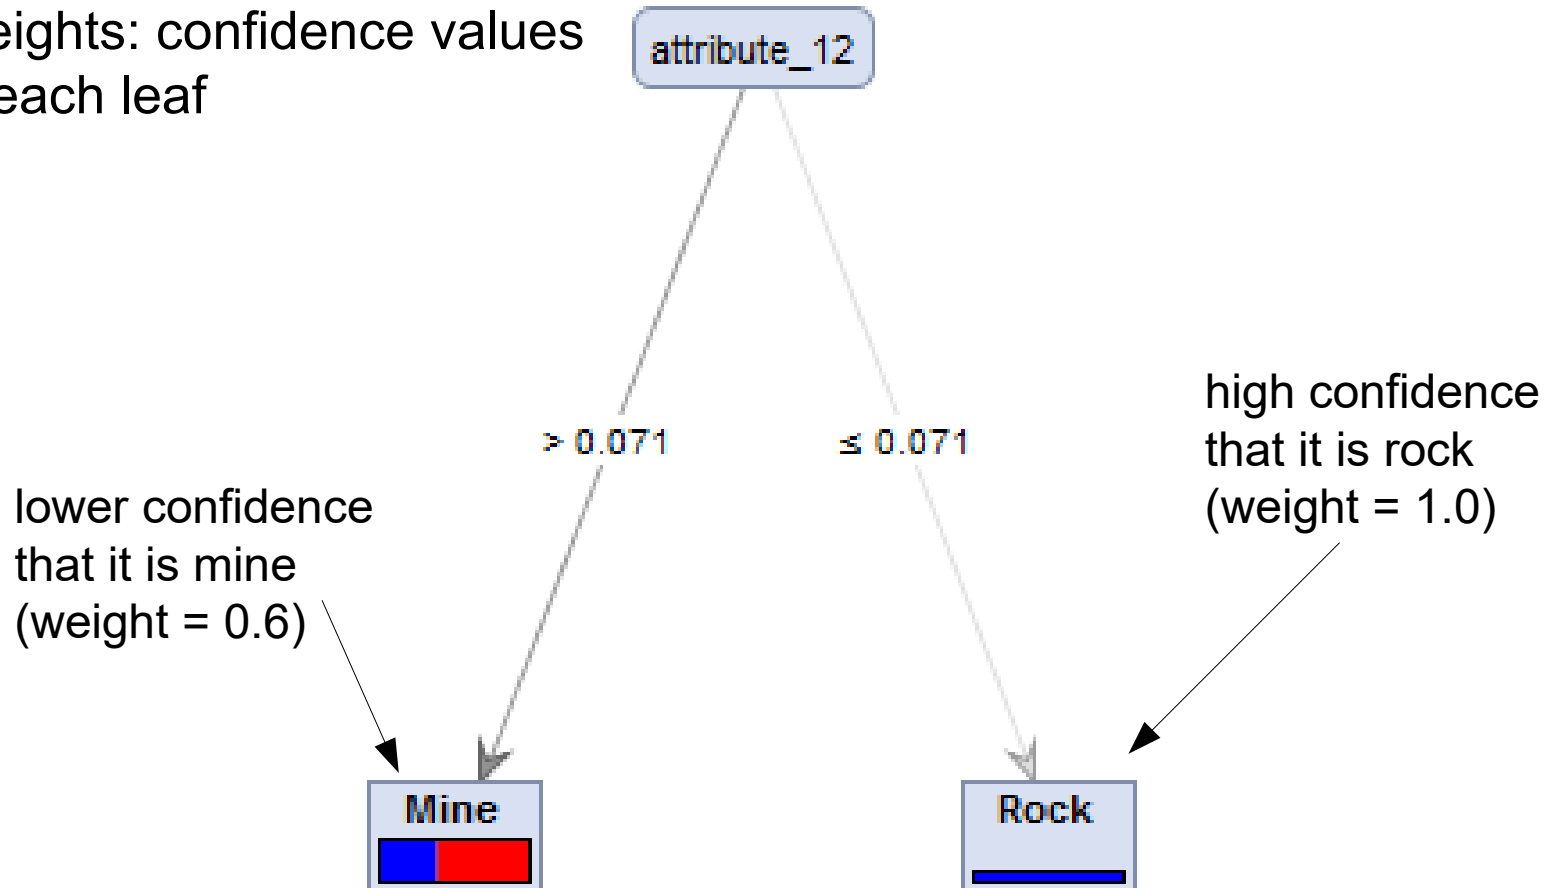 eights: confidence values
each leaf
attribute_12
> 0.071
≤ 0.071
high confidence
that it is rock
(weight = 1.0)
lower confidence
that it is mine
(weight = 0.6)
Mine
Rock